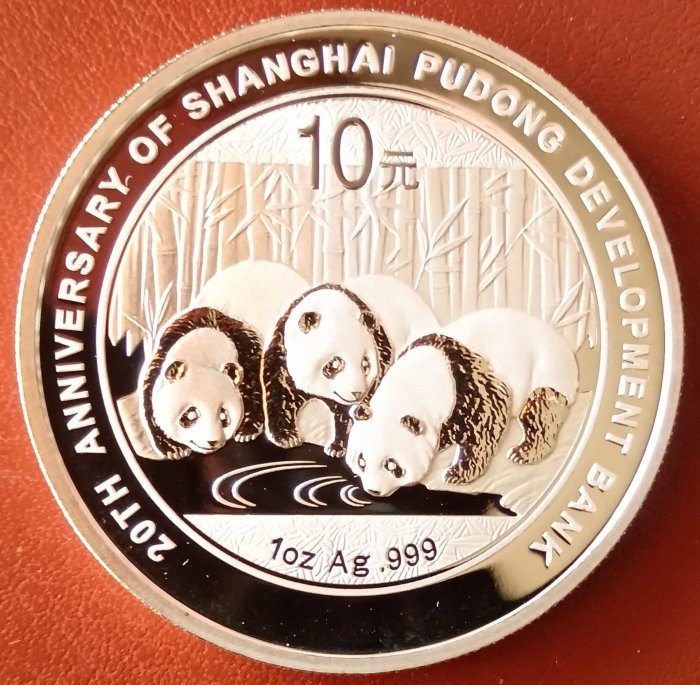 20TH ANNIVERSARY OF SHANGHAI PUDONG DEVELOPMENT BANK
10元
1oz Ag .999